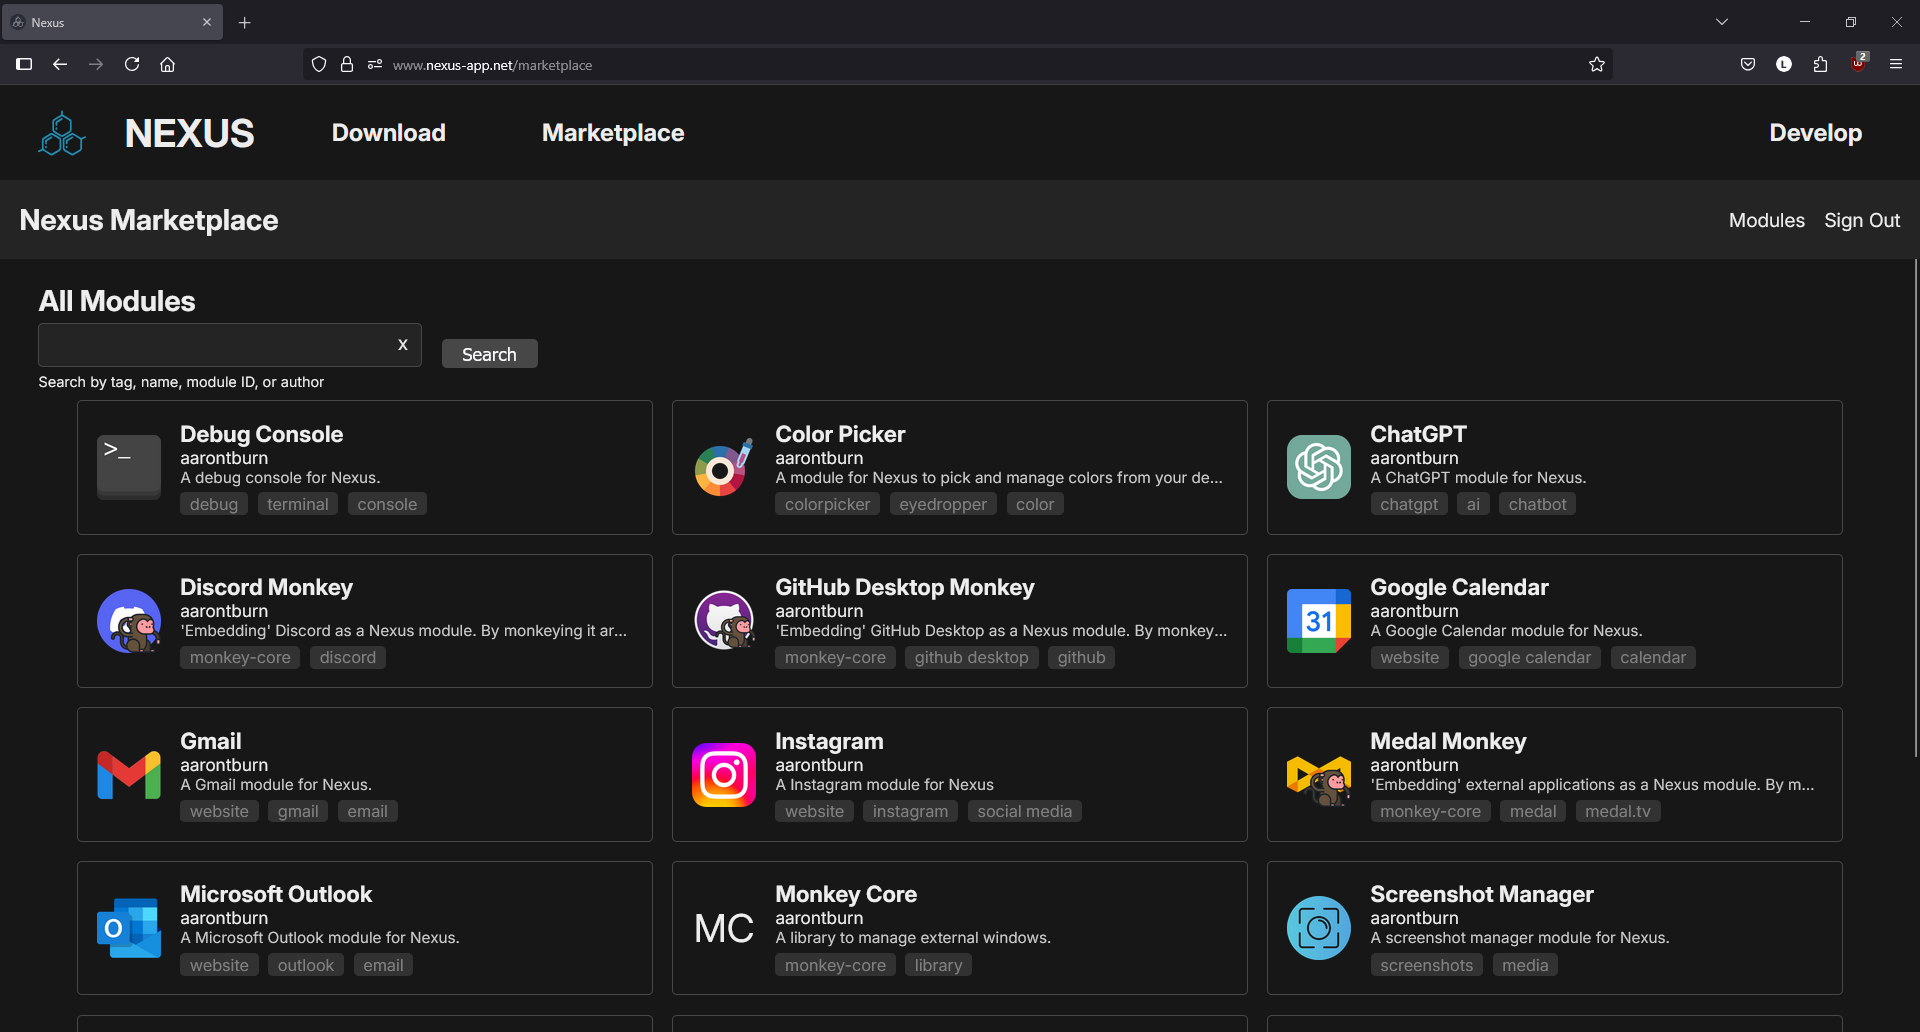 Nexus
www.nexus-app.net/marketplace
L
2
NEXUS
Download
Marketplace
Develop
Nexus Marketplace
Modules
Sign Out
All Modules
x
Search
Search by tag, name, module ID, or author
>_
Debug Console
aarontburn
A debug console for Nexus.
debug
terminal
console
Color Picker
aarontburn
A module for Nexus to pick and manage colors from your de...
colorpicker
eyedropper
color
ChatGPT
aarontburn
A ChatGPT module for Nexus.
chatgpt
ai
chatbot
Discord Monkey
aarontburn
'Embedding' Discord as a Nexus module. By monkeying it ar...
monkey-core
discord
GitHub Desktop Monkey
aarontburn
'Embedding' GitHub Desktop as a Nexus module. By monkey...
monkey-core
github desktop
github
31
Google Calendar
aarontburn
A Google Calendar module for Nexus.
website
google calendar
calendar
Gmail
aarontburn
A Gmail module for Nexus.
website
gmail
email
Instagram
aarontburn
A Instagram module for Nexus
website
instagram
social media
Medal Monkey
aarontburn
'Embedding' external applications as a Nexus module. By m...
monkey-core
medal
medal.tv
O
Microsoft Outlook
aarontburn
A Microsoft Outlook module for Nexus.
website
outlook
email
MC
Monkey Core
aarontburn
A library to manage external windows.
monkey-core
library
Screenshot Manager
aarontburn
A screenshot manager module for Nexus.
screenshots
media